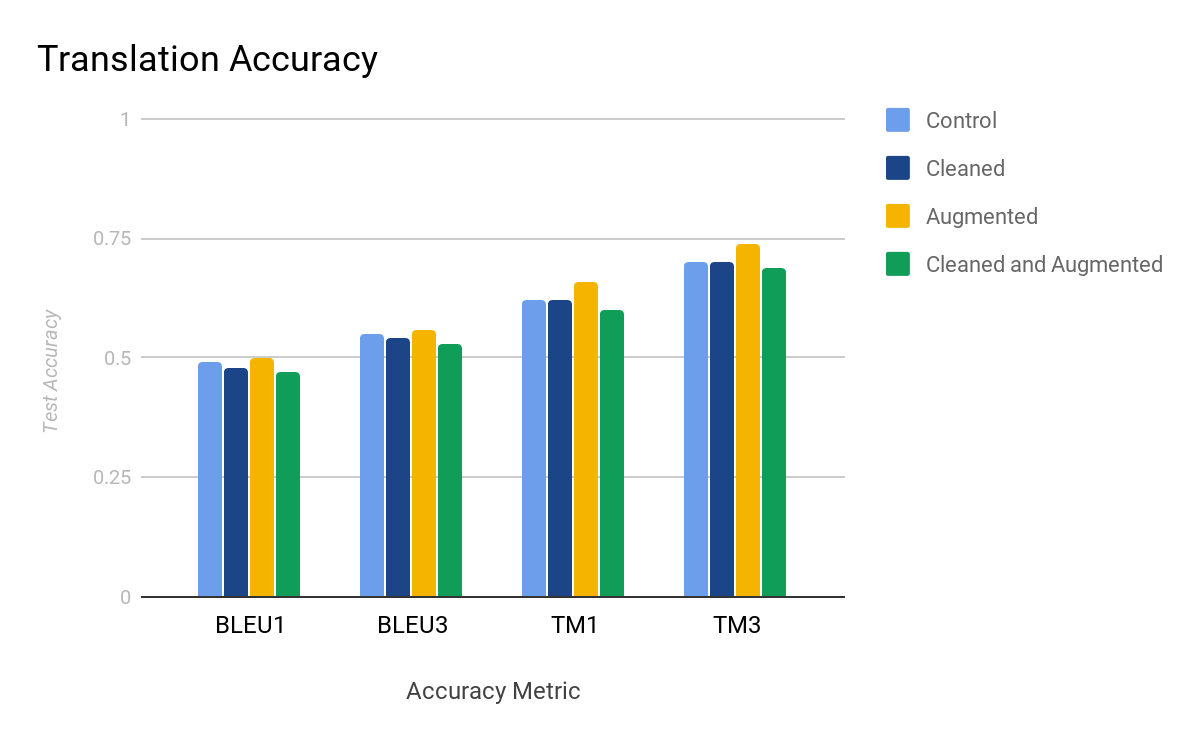 Translation Accuracy
1
0.75
0.5
0.25
0
Test Accuracy
BLEU1 BLEU3 TM1 TM3
Accuracy Metric
Control
Cleaned
Augmented
Cleaned and Augmented